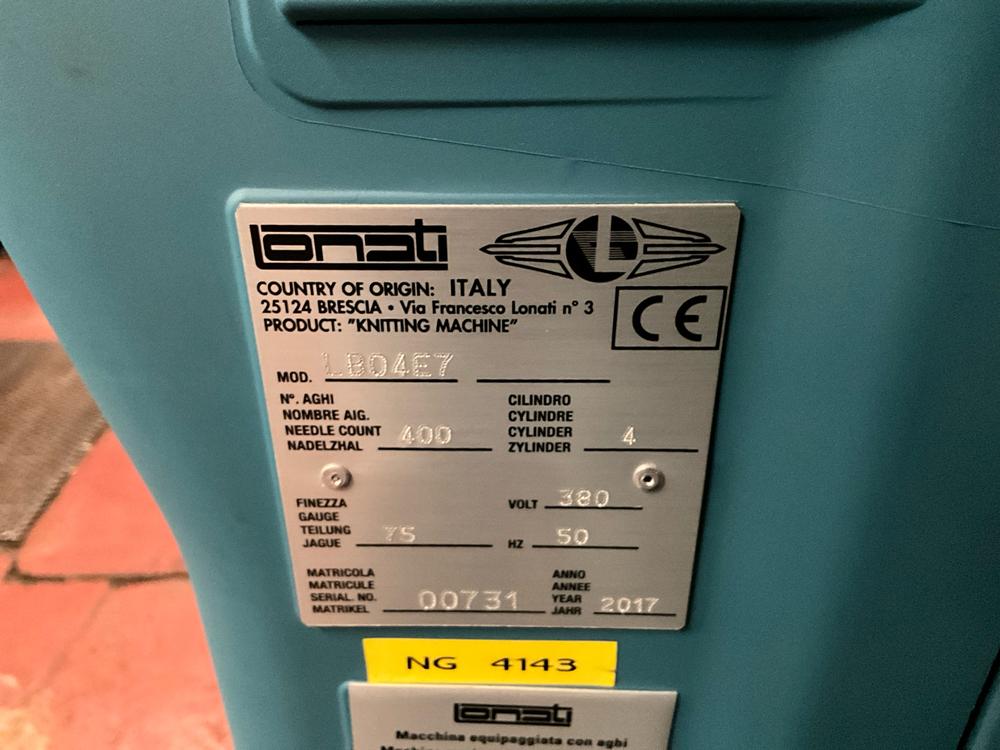 Lonati
L
COUNTRY OF ORIGIN: ITALY
25124 BRESCIA • Via Francesco Lonati n° 3
PRODUCT: "KNITTING MACHINE"
CE
MOD. LB04E7
N°. AGHI
NOMBRE AIG.
NEEDLE COUNT
NADELZHAL 400
CILINDRO
CYLINDRE
CYLINDER
ZYLINDER 4
FINEZZA
GAUGE
TEILUNG
JAGUE 75
VOLT 380
HZ 50
MATRICOLA
MATRICULE
SERIAL. NO.
MATRIKEL 00731
ANNO
ANNEE
YEAR
JAHR 2017
NG 4143
Lonati
Macchina equipaggiata con aghi